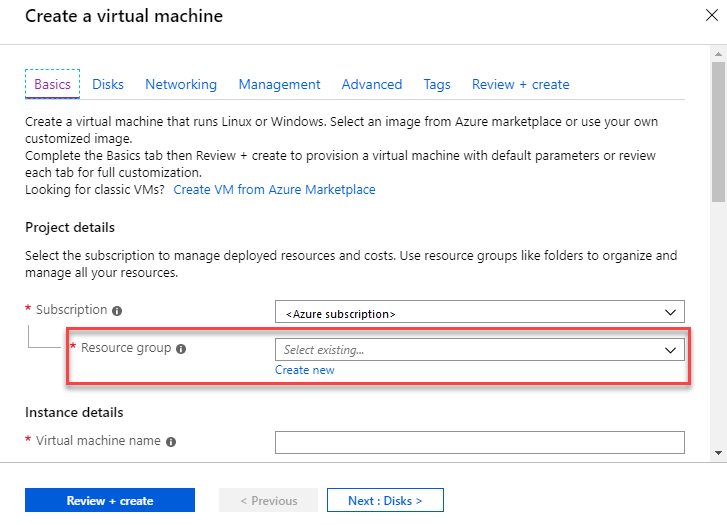 Create a virtual machine
Basics Disks Networking Management Advanced Tags Review + create
Create a virtual machine that runs Linux or Windows. Select an image from Azure marketplace or use your own
customized image.
Complete the Basics tab then Review + create to provision a virtual machine with default parameters or review
each tab for full customization.
Looking for classic VMs? Create VM from Azure Marketplace
Project details
Select the subscription to manage deployed resources and costs. Use resource groups like folders to organize and
manage all your resources.
* Subscription <Azure subscription>
* Resource group Select existing...
Create new
Instance details
* Virtual machine name
Review + create < Previous Next : Disks >